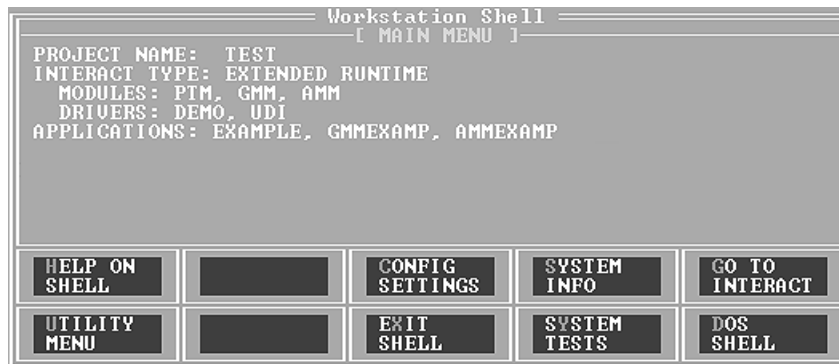 Workstation Shell
[ MAIN MENU ]
PROJECT NAME: TEST
INTERACT TYPE: EXTENDED RUNTIME
MODULES: PTM, GMM, AMM
DRIVERS: DEMO, UDI
APPLICATIONS: EXAMPLE, GMMEXAMP, AMMEXAMP
HELP ON SHELL
CONFIG SETTINGS
SYSTEM INFO
GO TO INTERACT
UTILITY MENU
EXIT SHELL
SYSTEM TESTS
DOS SHELL